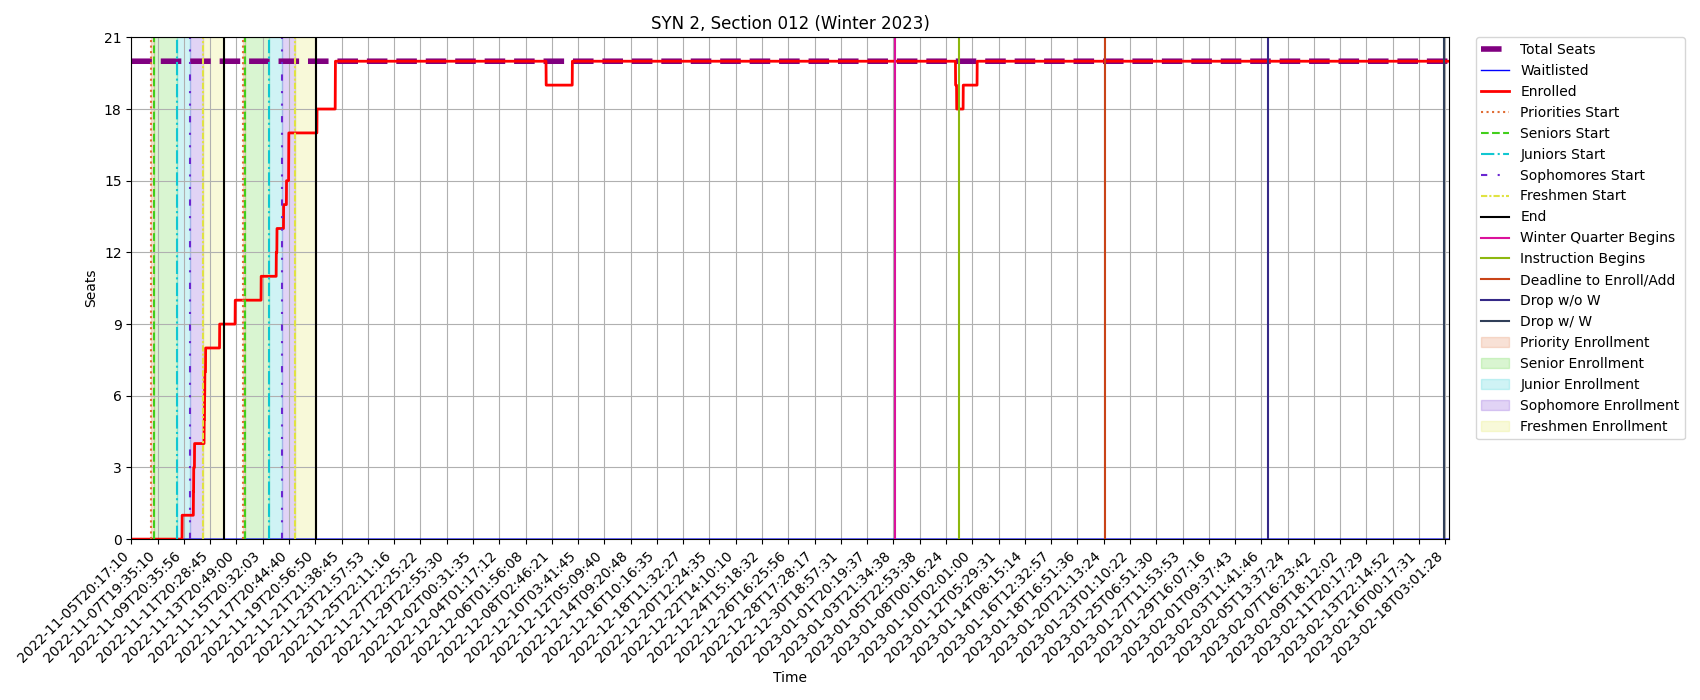 SYN 2, Section 012 (Winter 2023)
21
18
15
12
9
6
3
0
Seats
2022-11-05T20:17:10
2022-11-07T19:35:10
2022-11-09T20:35:56
2022-11-11T20:28:45
2022-11-13T20:49:00
2022-11-15T20:32:03
2022-11-17T20:44:40
2022-11-19T20:56:50
2022-11-21T21:38:45
2022-11-23T21:57:53
2022-11-25T22:11:16
2022-11-27T22:25:22
2022-11-29T22:55:30
2022-12-02T00:31:35
2022-12-04T01:17:12
2022-12-06T01:56:08
2022-12-08T02:46:21
2022-12-10T03:41:45
2022-12-12T05:09:40
2022-12-14T09:20:48
2022-12-16T10:16:35
2022-12-18T11:32:27
2022-12-20T12:24:35
2022-12-22T14:10:10
2022-12-24T15:18:32
2022-12-26T16:25:56
2022-12-28T17:28:17
2022-12-30T18:57:31
2023-01-01T20:19:37
2023-01-03T21:34:38
2023-01-05T22:53:38
2023-01-08T00:16:24
2023-01-10T02:01:00
2023-01-12T05:29:31
2023-01-14T08:15:14
2023-01-16T12:32:57
2023-01-18T16:51:36
2023-01-20T21:13:24
2023-01-23T01:10:22
2023-01-25T06:51:30
2023-01-27T11:53:53
2023-01-29T16:07:16
2023-02-01T09:37:43
2023-02-03T11:41:46
2023-02-05T13:37:24
2023-02-07T16:23:42
2023-02-09T18:12:02
2023-02-11T20:17:29
2023-02-13T22:14:52
2023-02-16T00:17:31
2023-02-18T03:01:28
Time
Total Seats
Waitlisted
Enrolled
Priorities Start
Seniors Start
Juniors Start
Sophomores Start
Freshmen Start
End
Winter Quarter Begins
Instruction Begins
Deadline to Enroll/Add
Drop w/o W
Drop w/ W
Priority Enrollment
Senior Enrollment
Junior Enrollment
Sophomore Enrollment
Freshmen Enrollment